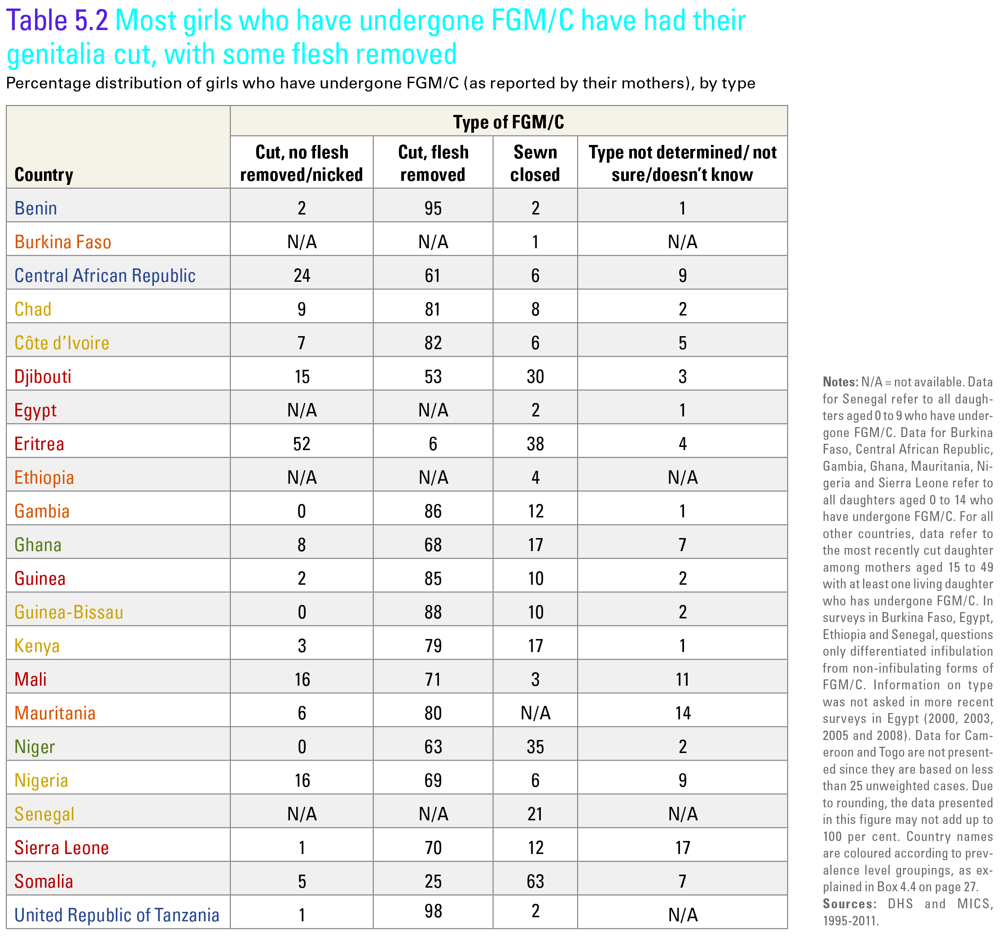 Table 5.2 Most girls who have undergone FGM/C have had their
genitalia cut, with some flesh removed
Percentage distribution of girls who have undergone FGM/C (as reported by their mothers), by type
Type of FGM/C
Country
Cut, no flesh removed/nicked
Cut, flesh removed
Sewn closed
Type not determined/ not sure/doesn’t know
Benin 2 95 2 1
Burkina Faso N/A N/A 1 N/A
Central African Republic 24 61 6 9
Chad 9 81 8 2
Côte d’Ivoire 7 82 6 5
Djibouti 15 53 30 3
Egypt N/A N/A 2 1
Eritrea 52 6 38 4
Ethiopia N/A N/A 4 N/A
Gambia 0 86 12 1
Ghana 8 68 17 7
Guinea 2 85 10 2
Guinea-Bissau 0 88 10 2
Kenya 3 79 17 1
Mali 16 71 3 11
Mauritania 6 80 N/A 14
Niger 0 63 35 2
Nigeria 16 69 6 9
Senegal N/A N/A 21 N/A
Sierra Leone 1 70 12 17
Somalia 5 25 63 7
United Republic of Tanzania 1 98 2 N/A
Notes: N/A = not available. Data
for Senegal refer to all daugh-
ters aged 0 to 9 who have under-
gone FGM/C. Data for Burkina
Faso, Central African Republic,
Gambia, Ghana, Mauritania, Ni-
geria and Sierra Leone refer to
all daughters aged 0 to 14 who
have undergone FGM/C. For all
other countries, data refer to
the most recently cut daughter
among mothers aged 15 to 49
with at least one living daughter
who has undergone FGM/C. In
surveys in Burkina Faso, Egypt,
Ethiopia and Senegal, questions
only differentiated infibulation
from non-infibulating forms of
FGM/C. Information on type
was not asked in more recent
surveys in Egypt (2000, 2003,
2005 and 2008). Data for Cam-
eroon and Togo are not present-
ed since they are based on less
than 25 unweighted cases. Due
to rounding, the data presented
in this figure may not add up to
100 per cent. Country names
are coloured according to prev-
alence level groupings, as ex-
plained in Box 4.4 on page 27.
Sources: DHS and MICS,
1995-2011.